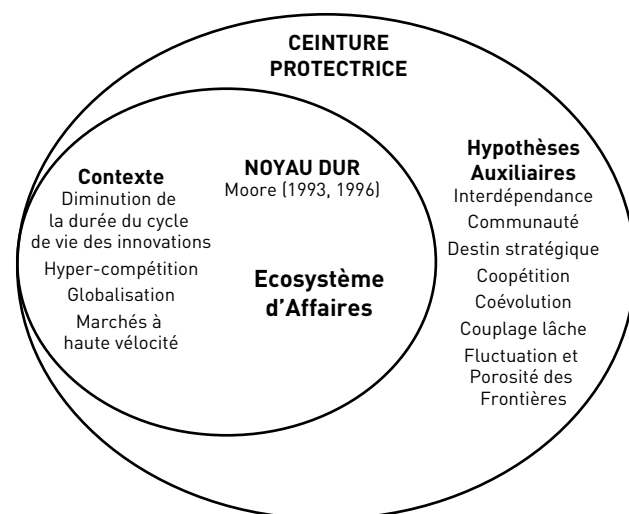 CEINTURE
PROTECTRICE
Contexte
Diminution de
la durée du cycle
de vie des innovations
Hyper-compétition
Globalisation
Marchés à
haute vélocité
NOYAU DUR
Moore (1993, 1996)
Ecosystème
d’Affaires
Hypothèses
Auxiliaires
Interdépendance
Communauté
Destin stratégique
Coopétition
Coévolution
Couplage lâche
Fluctuation et
Porosité des
Frontières